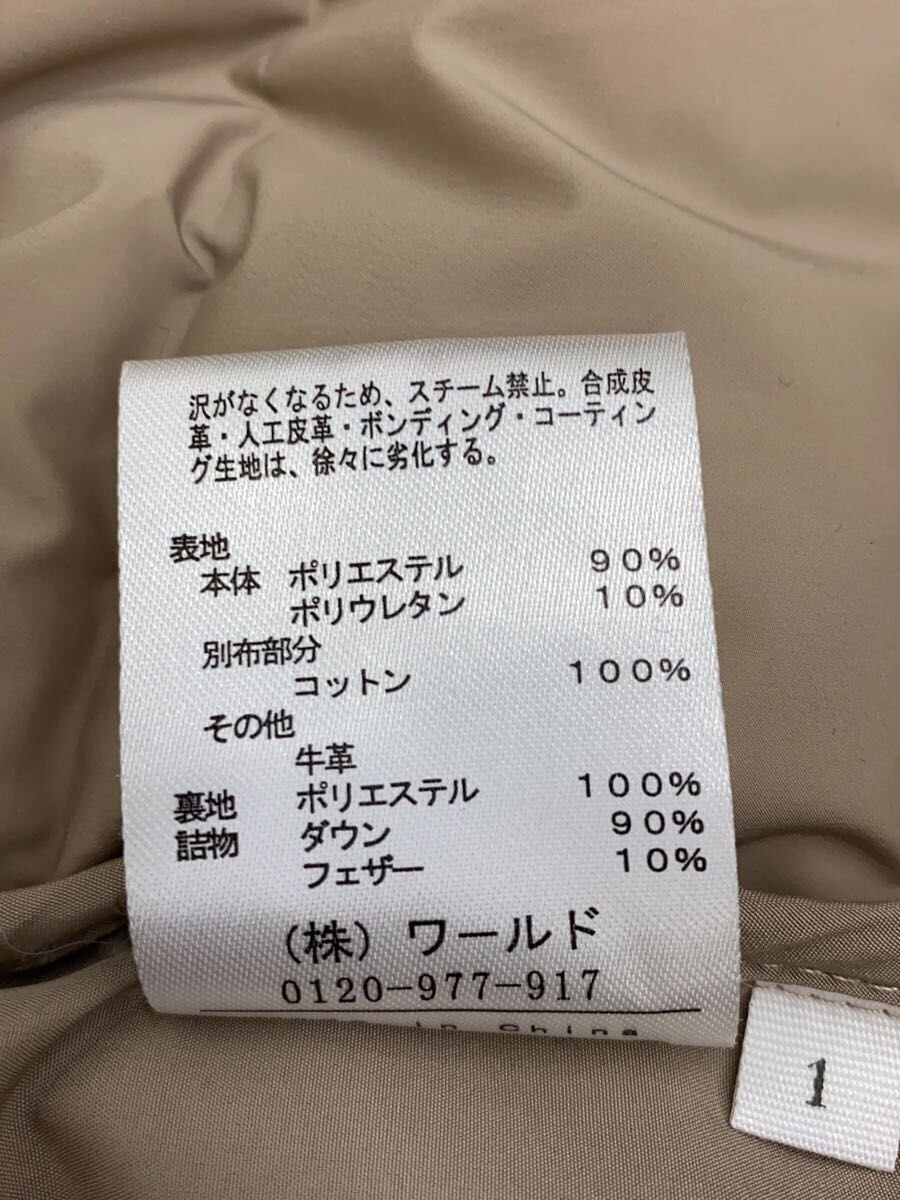 沢がなくなるため、スチーム禁止。合成皮
革・人工皮革・ボンディング・コーティン
グ生地は、徐々に劣化する。
表地
本体 ポリエステル 90%
ポリウレタン 10%
別布部分
コットン 100%
その他
牛革
裏地 ポリエステル 100%
詰物 ダウン 90%
フェザー 10%
(株) ワールド
0120-977-917
in China
1